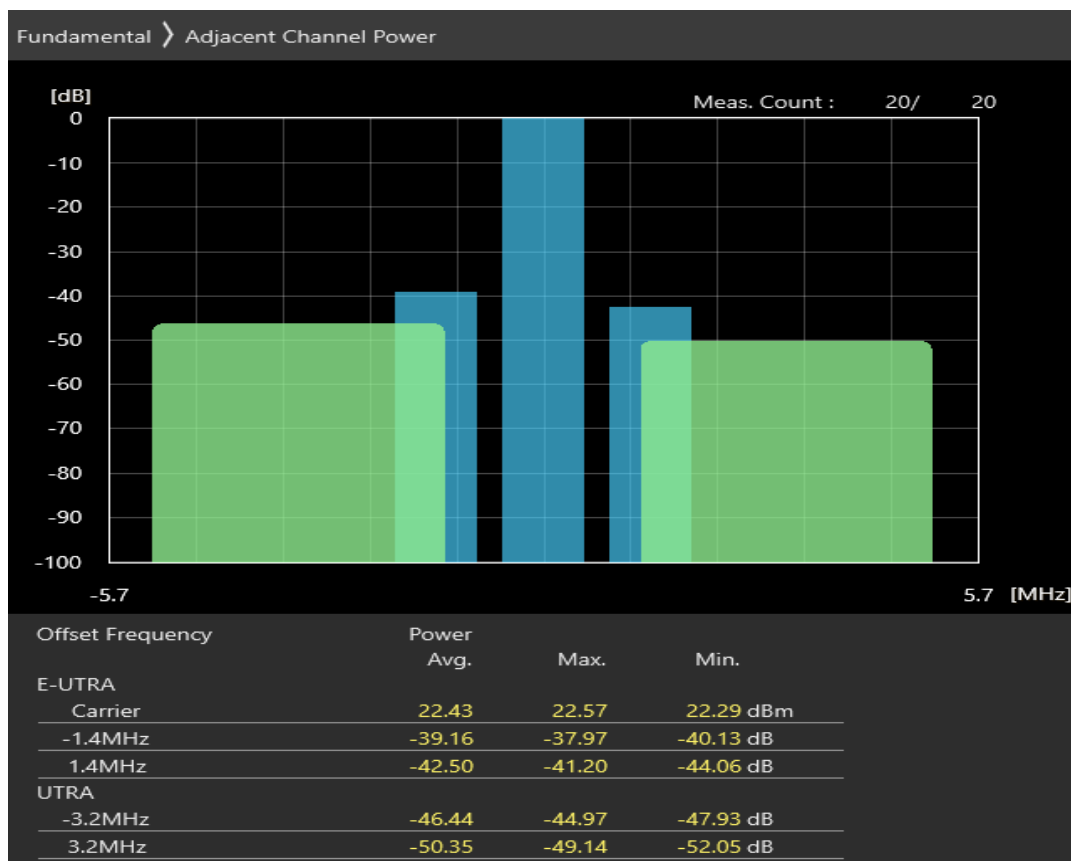 Fundamental 〉 Adjacent Channel Power
[dB]
Meas. Count : 20/ 20
0
-10
-20
-30
-40
-50
-60
-70
-80
-90
-100
-5.7 5.7 [MHz]
Offset Frequency Power
Avg. Max. Min.
E-UTRA
Carrier 22.43 22.57 22.29 dBm
-1.4MHz -39.16 -37.97 -40.13 dB
1.4MHz -42.50 -41.20 -44.06 dB
UTRA
-3.2MHz -46.44 -44.97 -47.93 dB
3.2MHz -50.35 -49.14 -52.05 dB